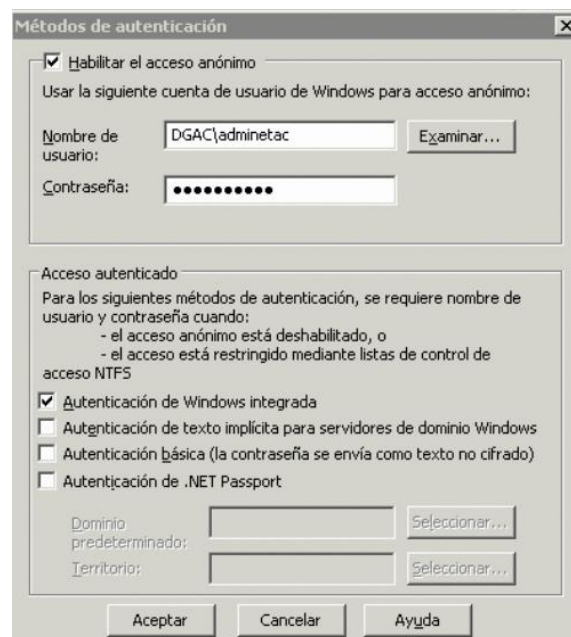 Métodos de autenticación
Habilitar el acceso anónimo
Usar la siguiente cuenta de usuario de Windows para acceso anónimo:
Nombre de usuario:
DGAC\adminetac
Examinar...
Contraseña:
●●●●●●●●●●
Acceso autenticado
Para los siguientes métodos de autenticación, se requiere nombre de
usuario y contraseña cuando:
- el acceso anónimo está deshabilitado, o
- el acceso está restringido mediante listas de control de
acceso NTFS
Autenticación de Windows integrada
Autenticación de texto implícita para servidores de dominio Windows
Autenticación básica (la contraseña se envía como texto no cifrado)
Autenticación de .NET Passport
Dominio
predeterminado:
Seleccionar...
Territorio:
Seleccionar...
Aceptar
Cancelar
Ayuda